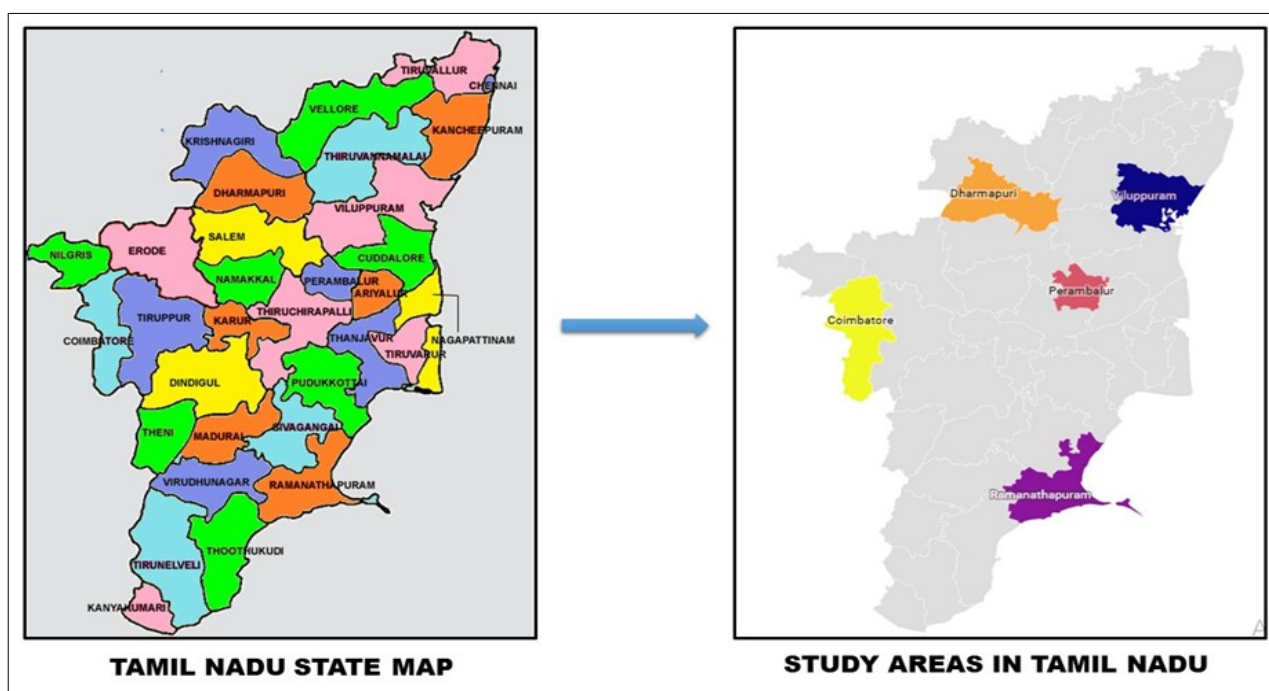 TIRUVALLUR
CHENNAI
VELLORE
KANCHEEPURAM
KRISHNAGIRI
THIRUVANNAMALAI
DHARMAPURI
VILUPPURAM
SALEM
ERODE
NILGRIS
CUDDALORE
NAMAKKAL
PERAMBALUR
ARIYALUR
TIRUPPUR
KARUR
THIRUCHIRAPALLI
COIMBATORE
THANJAVUR
NAGAPATTINAM
TIRUVARUR
DINDIGUL
PUDUKKOTTAI
THENI
MADURAI
SIVAGANGAI
VIRUDHUNAGAR
RAMANATHAPURAM
THOOTHUKUDI
TIRUNELVELI
KANYAKUMARI
TAMIL NADU STATE MAP
Dharmapuri
Viluppuram
Perambalur
Coimbatore
Ramanathapuram
A
STUDY AREAS IN TAMIL NADU